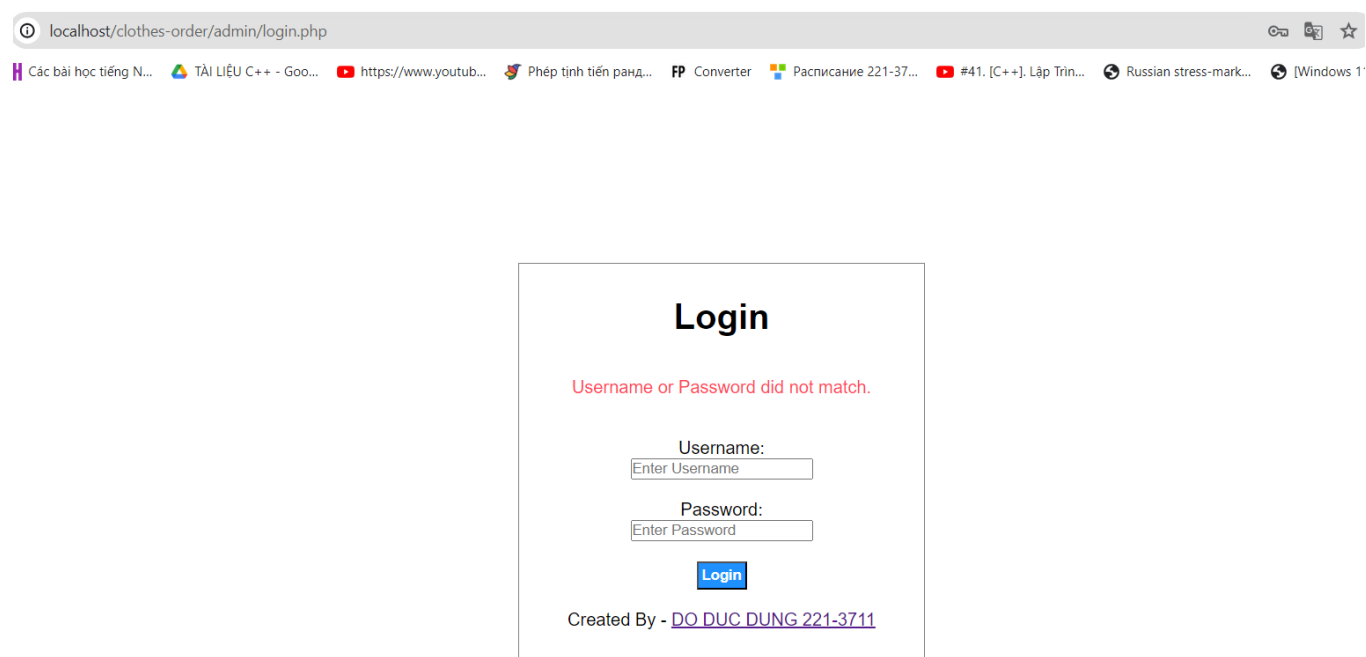 localhost/clothes-order/admin/login.php
Các bài học tiếng N... TÀI LIỆU C++ - Goo... https://www.youtub... Phép tịnh tiến ранд... FP Converter Расписание 221-37... #41. [C++]. Lập Trìn... Russian stress-mark... [Windows 11
Login
Username or Password did not match.
Username:
Enter Username
Password:
Enter Password
Login
Created By - DO DUC DUNG 221-3711